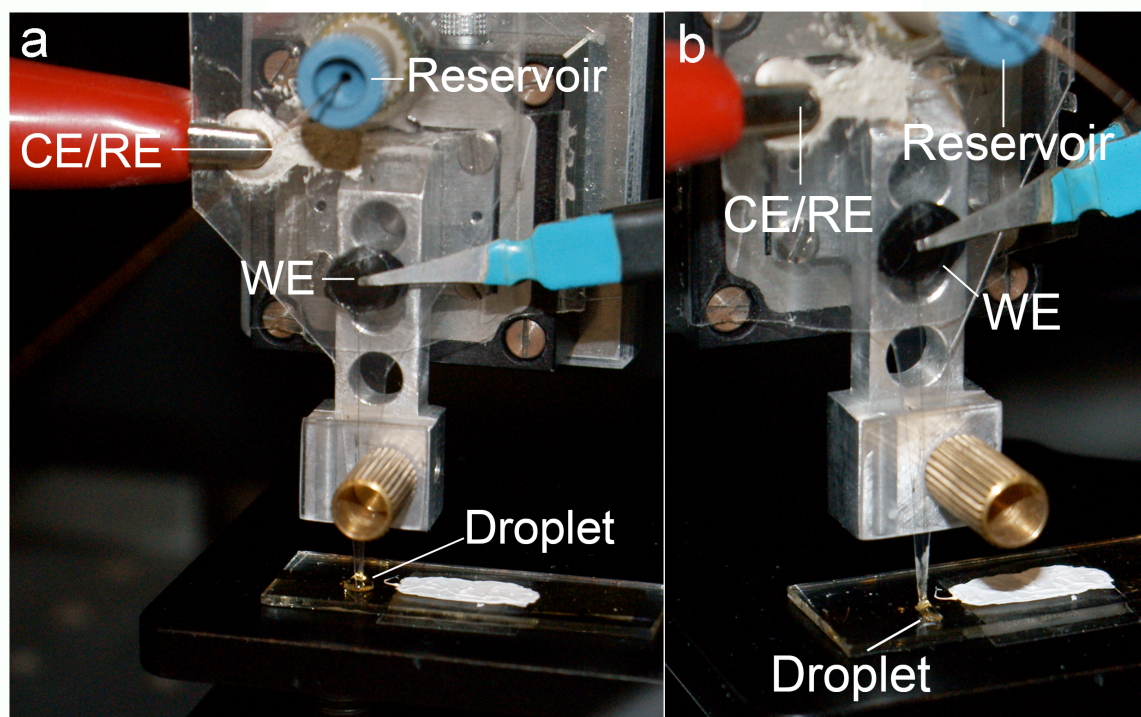 a
Reservoir
CE/RE
WE
Droplet
b
Reservoir
CE/RE
WE
Droplet